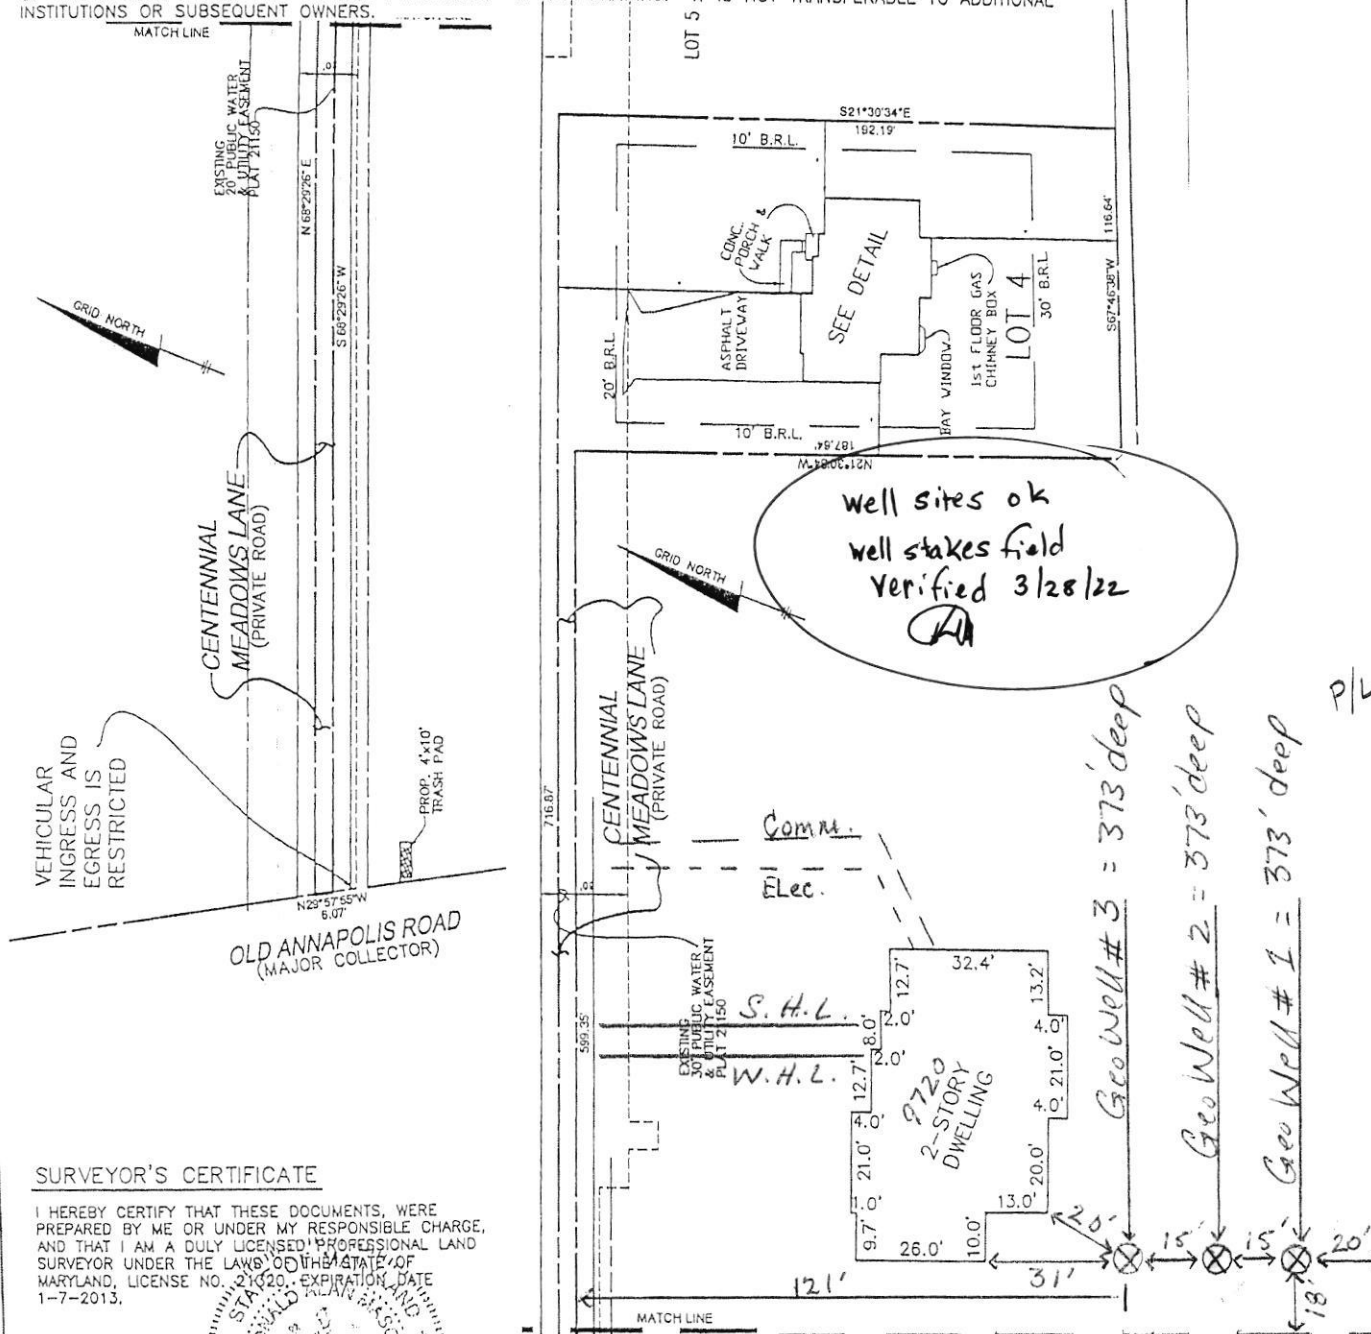 INSTITUTIONS OR SUBSEQUENT OWNERS.
MATCH LINE
EXISTING
20' PUBLIC WATER
& UTILITY EASEMENT
PLAT 21150
N 68°29'26" E
S 68°29'26" W
GRID NORTH
CENTENNIAL
MEADOWS LANE
(PRIVATE ROAD)
VEHICULAR
INGRESS AND
EGRESS IS
RESTRICTED
PROP. 4'x10'
TRASH PAD
N29°57'55"W
6.07'
OLD ANNAPOLIS ROAD
(MAJOR COLLECTOR)
SURVEYOR'S CERTIFICATE
I HEREBY CERTIFY THAT THESE DOCUMENTS, WERE
PREPARED BY ME OR UNDER MY RESPONSIBLE CHARGE,
AND THAT I AM A DULY LICENSED PROFESSIONAL LAND
SURVEYOR UNDER THE LAWS OF THE STATE OF
MARYLAND, LICENSE NO. EXPIRATION DATE
1-7-2013.
IT IS NOT TRANSFERABLE TO ADDITIONAL
LOT 5
S21°30'34"E
192.19'
10' B.R.L.
CONC.
PORCH &
WALK
SEE DETAIL
ASPHALT
DRIVEWAY
20' B.R.L.
BAY WINDOW
1st FLOOR GAS
CHIMNEY BOX
LOT 4
30' B.R.L.
116.64'
S67°46'38"W
10' B.R.L.
187.64'
N21°30'34"W
well sites ok
well stakes field
verified 3/28/22
GRID NORTH
CENTENNIAL
MEADOWS LANE
(PRIVATE ROAD)
716.87'
599.35'
Comm.
Elec.
EXISTING
30' PUBLIC WATER
& UTILITY EASEMENT
PLAT 21150
S.H.L.
W.H.L.
32.4'
12.7'
13.2'
2.0'
8.0'
4.0'
2.0'
12.7'
21.0'
4.0'
4.0'
21.0'
20.0'
1.0'
13.0'
9.7'
26.0'
10.0'
9720
2-STORY
DWELLING
P/L
Geo Well # 3 = 373' deep
Geo Well # 2 = 373' deep
Geo Well # 1 = 373' deep
20'
31'
15'
15'
20'
18'
121'
MATCH LINE